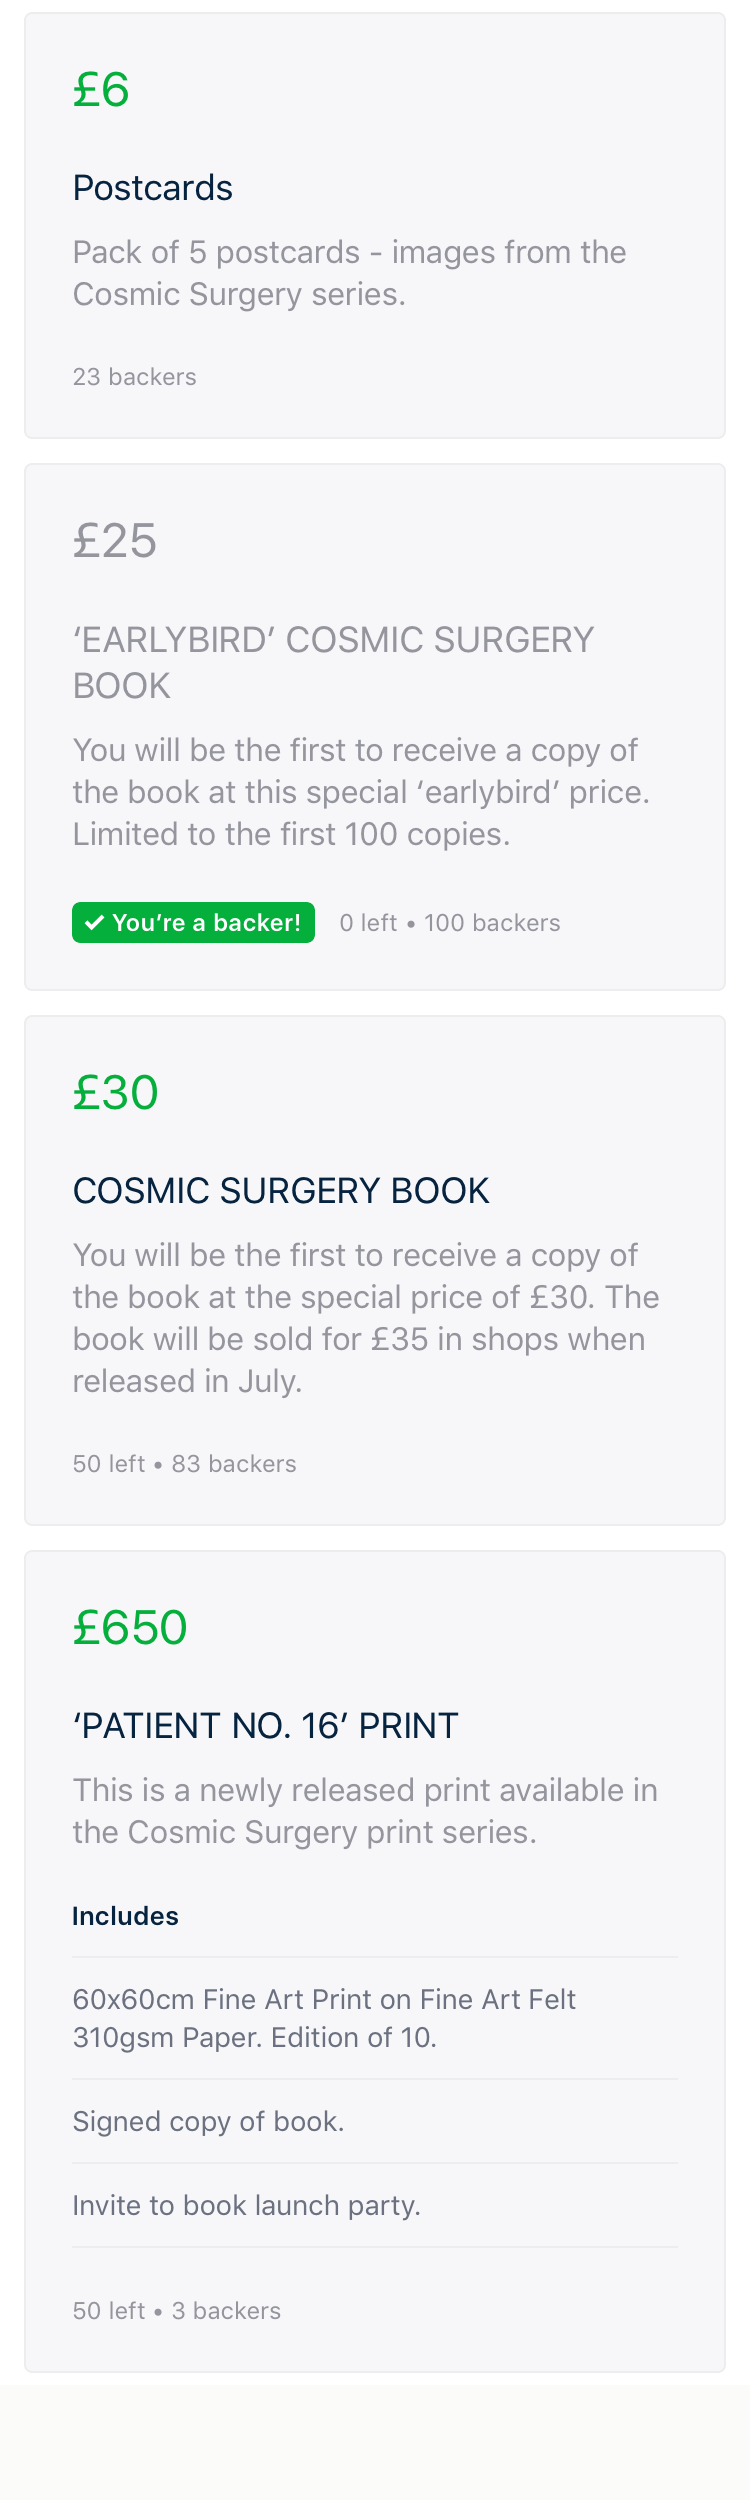 £6
Postcards
Pack of 5 postcards - images from the
Cosmic Surgery series.
23 backers
£25
‘EARLYBIRD’ COSMIC SURGERY
BOOK
You will be the first to receive a copy of
the book at this special ‘earlybird’ price.
Limited to the first 100 copies.
✓ You’re a backer! 0 left • 100 backers
£30
COSMIC SURGERY BOOK
You will be the first to receive a copy of
the book at the special price of £30. The
book will be sold for £35 in shops when
released in July.
50 left • 83 backers
£650
‘PATIENT NO. 16’ PRINT
This is a newly released print available in
the Cosmic Surgery print series.
Includes
60x60cm Fine Art Print on Fine Art Felt
310gsm Paper. Edition of 10.
Signed copy of book.
Invite to book launch party.
50 left • 3 backers